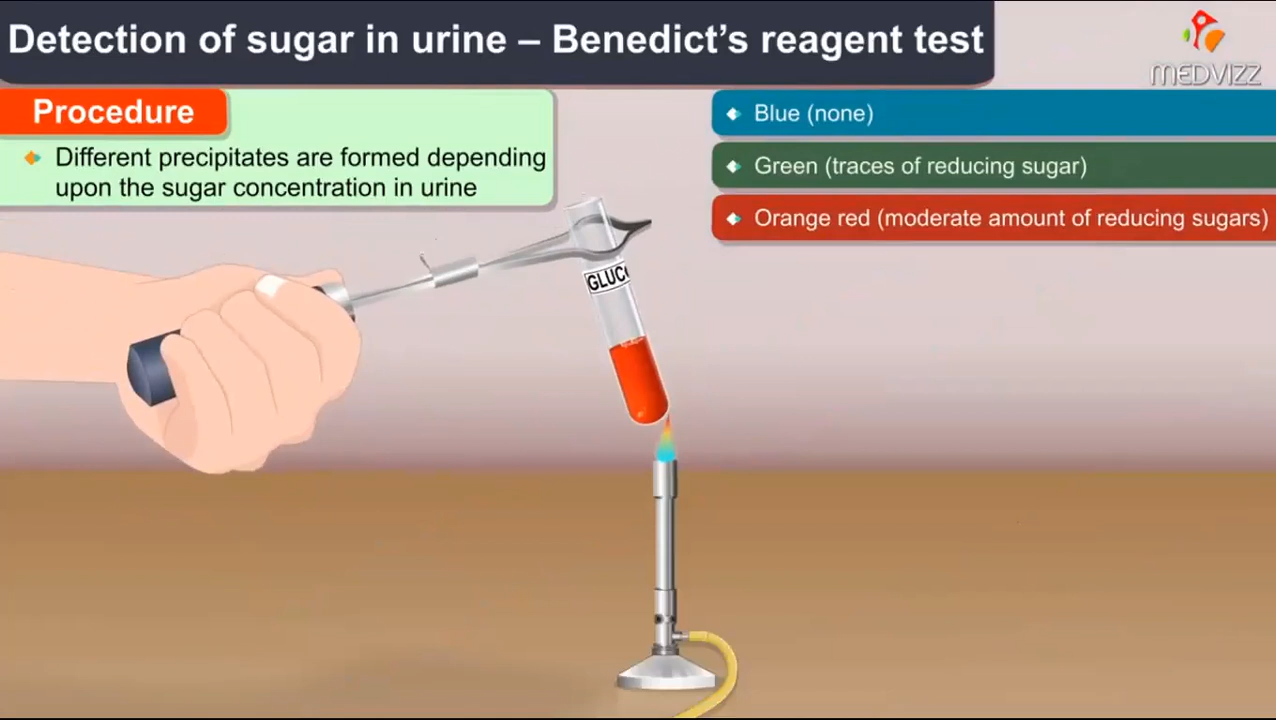 Detection of sugar in urine – Benedict's reagent test
MEDVIZZ
Procedure
Different precipitates are formed depending
upon the sugar concentration in urine
Blue (none)
Green (traces of reducing sugar)
Orange red (moderate amount of reducing sugars)
GLUC